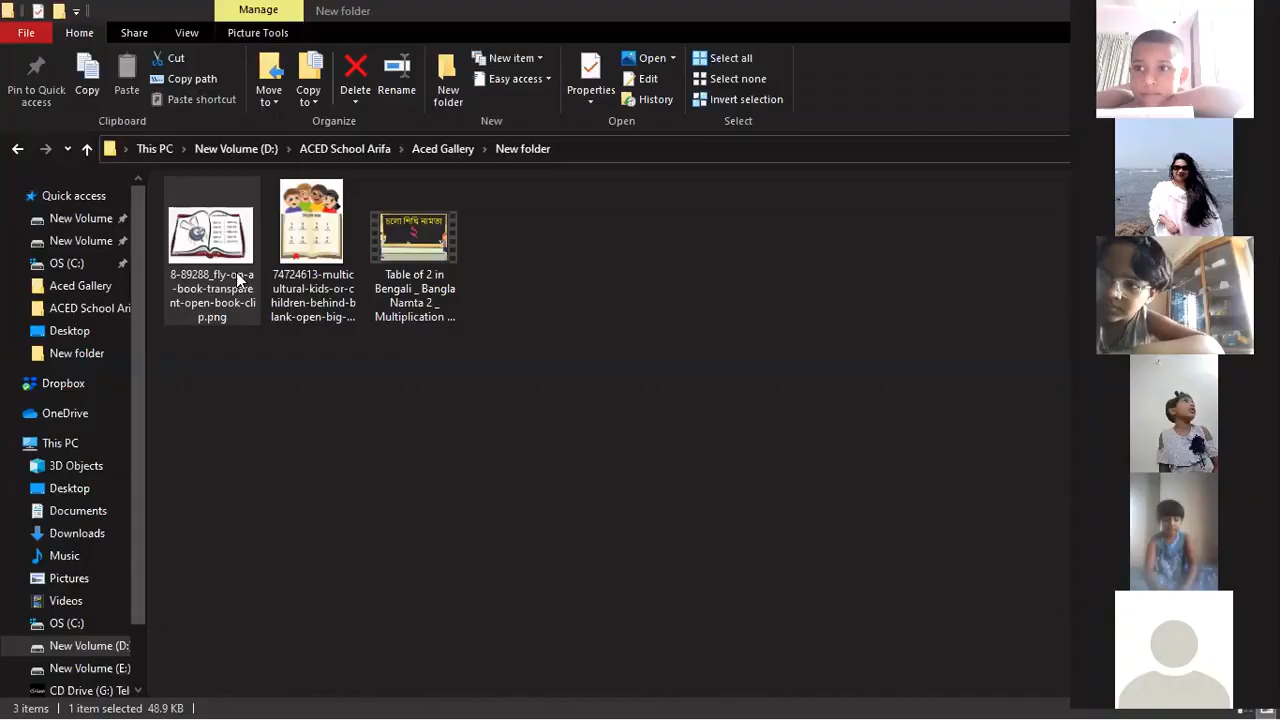 Manage
New folder
File
Home
Share
View
Picture Tools
Pin to Quick
access
Copy
Paste
Cut
Copy path
Paste shortcut
Clipboard
Move
to
Copy
to
Delete
Rename
Organize
New
folder
New item
Easy access
New
Properties
Open
Edit
History
Open
Select all
Select none
Invert selection
Select
This PC
New Volume (D:)
ACED School Arifa
Aced Gallery
New folder
Quick access
New Volume
New Volume
OS (C:)
Aced Gallery
ACED School Ari
Desktop
New folder
Dropbox
OneDrive
This PC
3D Objects
Desktop
Documents
Downloads
Music
Pictures
Videos
OS (C:)
New Volume (D:
New Volume (E:)
CD Drive (G:) Tel
8-89288_fly-on-a
-book-transpare
nt-open-book-cli
p.png
74724613-multic
ultural-kids-or-c
hildren-behind-b
lank-open-big-...
চলো শিখি নামতা
২
Table of 2 in
Bengali _ Bangla
Namta 2 _
Multiplication ...
3 items
1 item selected 48.9 KB